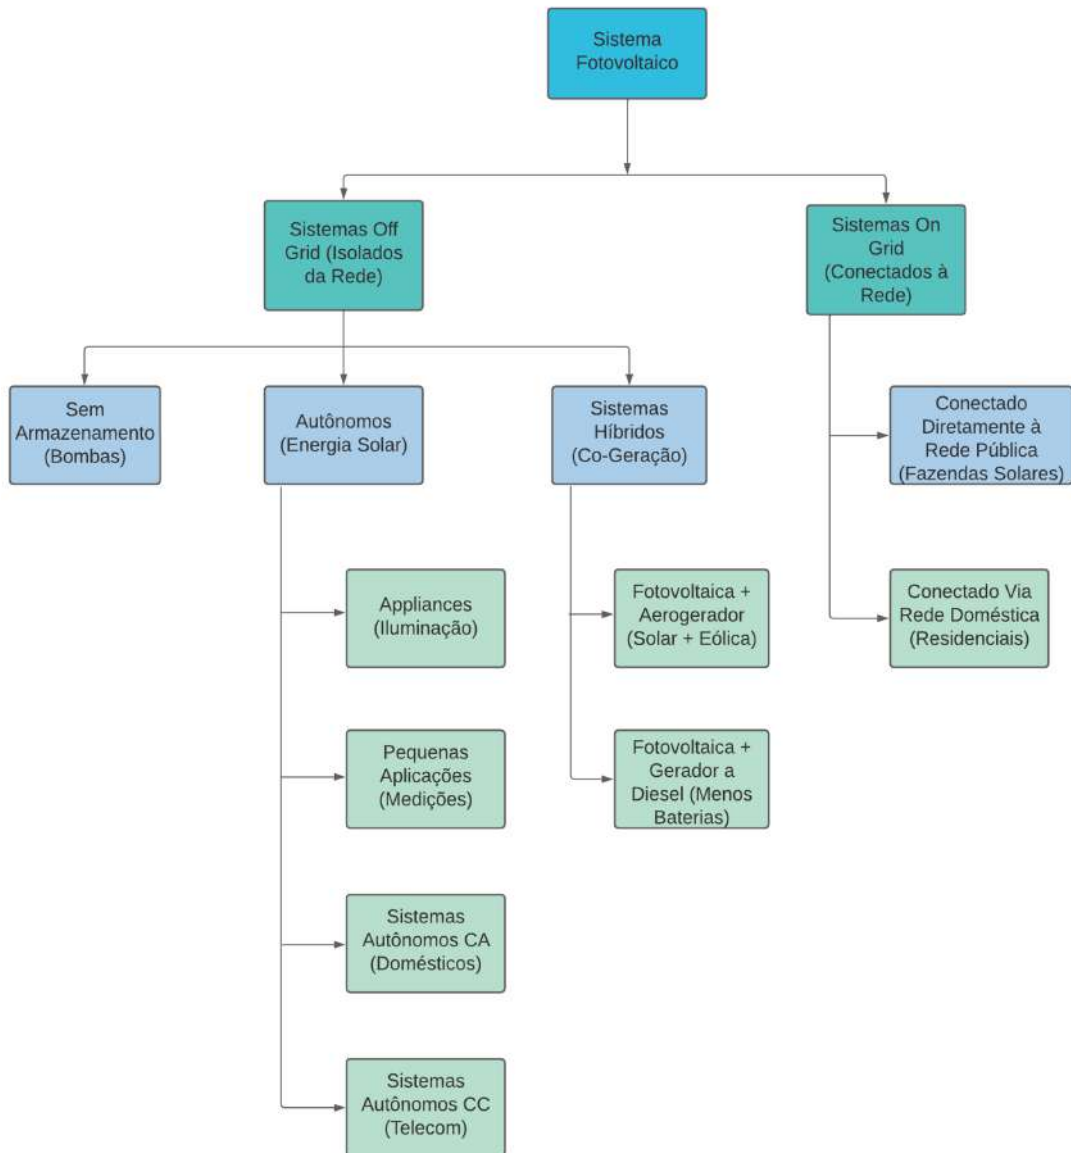 Sistema
Fotovoltaico
Sistemas Off
Grid (Isolados
da Rede)
Sistemas On
Grid
(Conectados à
Rede)
Sem
Armazenamento
(Bombas)
Autônomos
(Energia Solar)
Sistemas
Híbridos
(Co-Geração)
Conectado
Diretamente à
Rede Pública
(Fazendas Solares)
Appliances
(Iluminação)
Fotovoltaica +
Aerogerador
(Solar + Eólica)
Conectado Via
Rede Doméstica
(Residenciais)
Pequenas
Aplicações
(Medições)
Fotovoltaica +
Gerador a
Diesel (Menos
Baterias)
Sistemas
Autônomos CA
(Domésticos)
Sistemas
Autônomos CC
(Telecom)